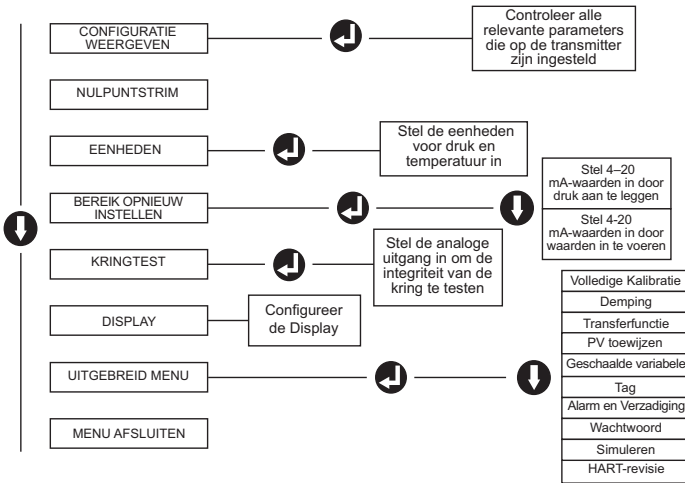 CONFIGURATIE
WEERGEVEN
Controleer alle
relevante parameters
die op de transmitter
zijn ingesteld
NULPUNTSTRIM
EENHEDEN
Stel de eenheden
voor druk en
temperatuur in
BEREIK OPNIEUW
INSTELLEN
Stel 4–20
mA-waarden in door
druk aan te leggen
Stel 4-20
mA-waarden in door
waarden in te voeren
KRINGTEST
Stel de analoge
uitgang in om de
integriteit van de
kring te testen
DISPLAY
Configureer
de Display
UITGEBREID MENU
Volledige Kalibratie
Demping
Transferfunctie
PV toewijzen
Geschaalde variabele
Tag
Alarm en Verzadiging
Wachtwoord
Simuleren
HART-revisie
MENU AFSLUITEN